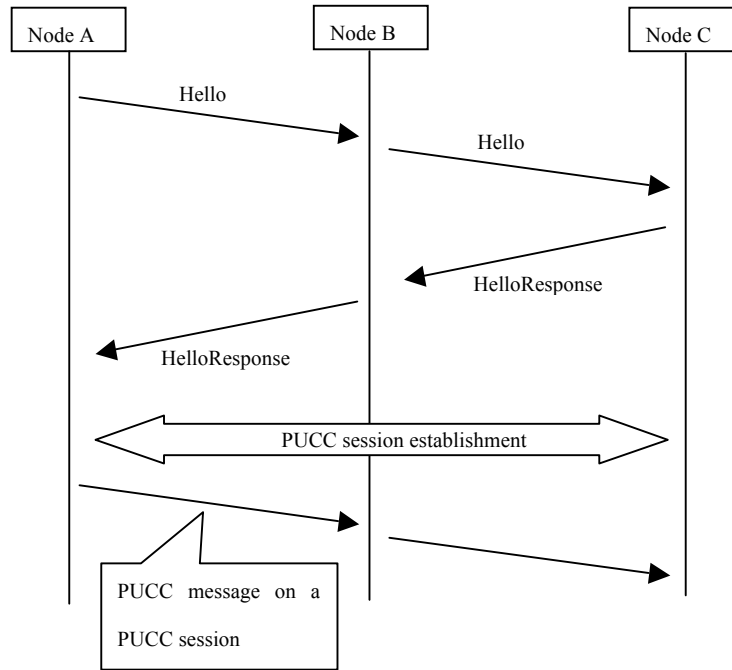 Node A
Node B
Node C
Hello
Hello
HelloResponse
HelloResponse
PUCC session establishment
PUCC message on a
PUCC session